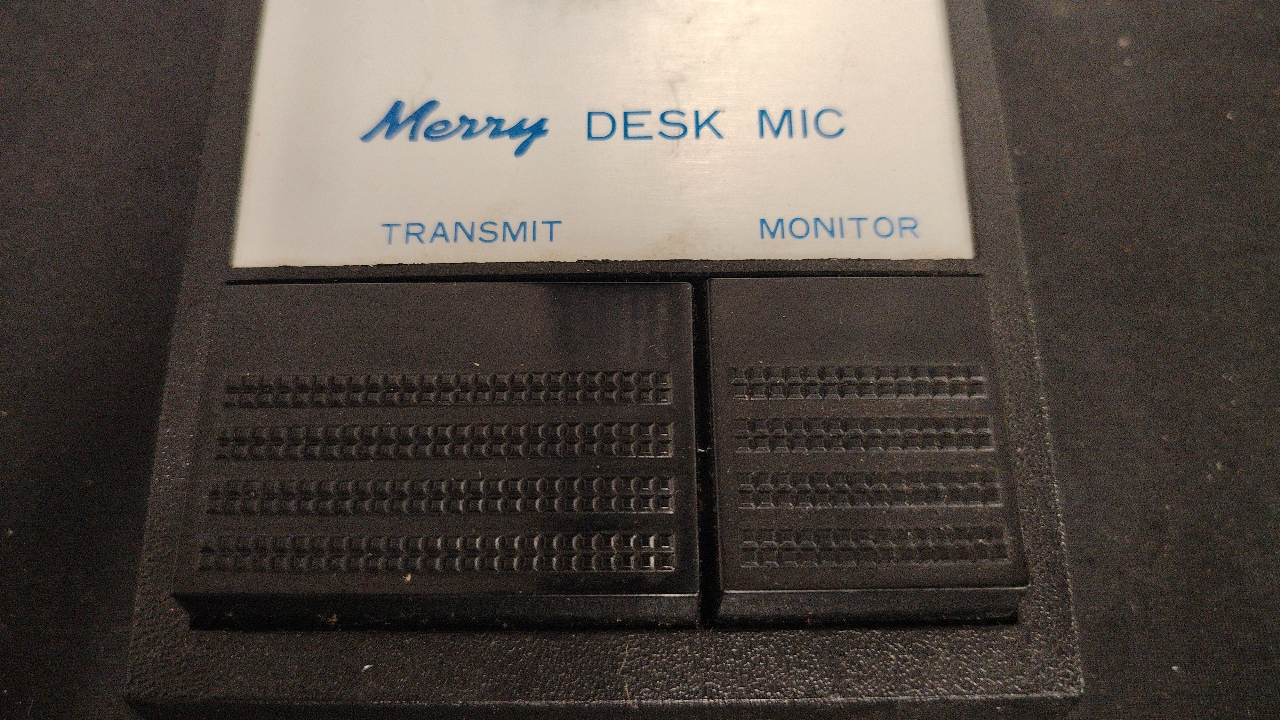 Merry DESK MIC
TRANSMIT MONITOR